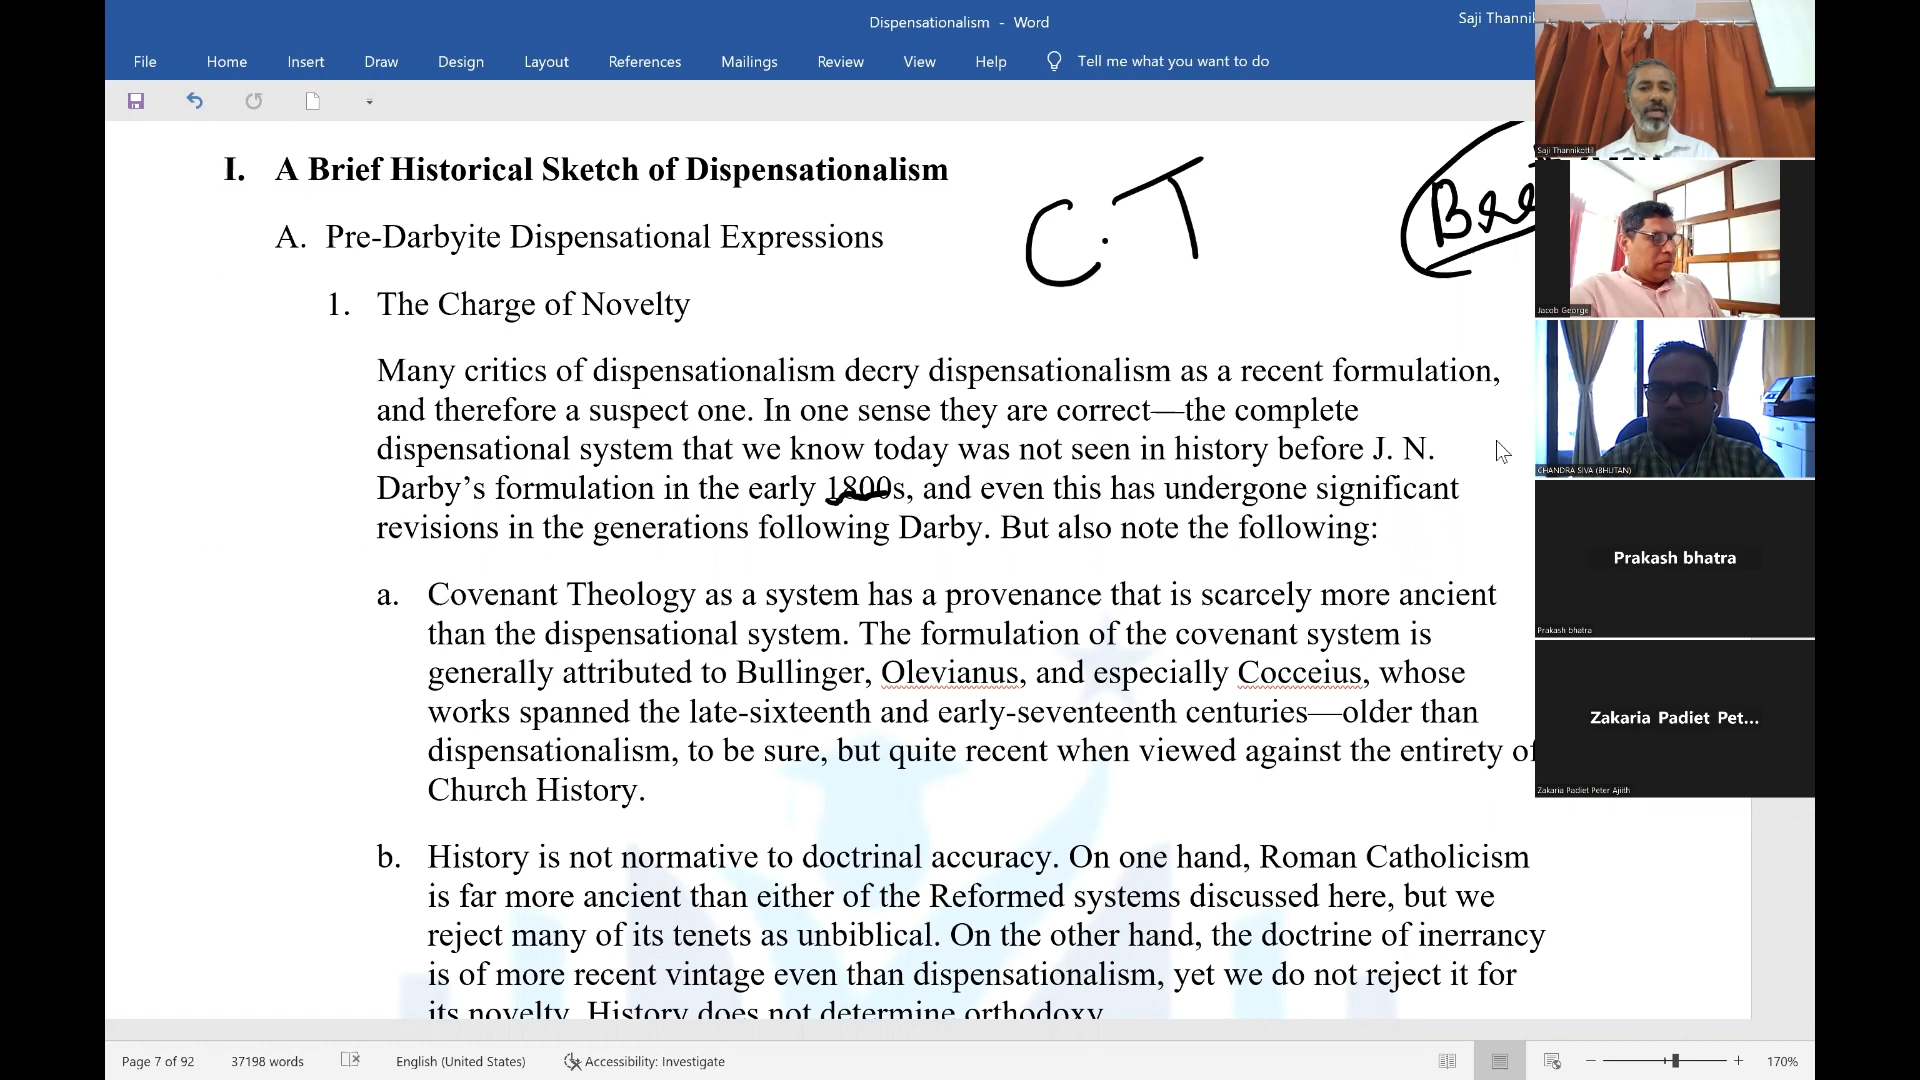 Dispensationalism - Word
Saji Thannik
File Home Insert Draw Design Layout References Mailings Review View Help Tell me what you want to do
I. A Brief Historical Sketch of Dispensationalism
C.T
A. Pre-Darbyite Dispensational Expressions
1. The Charge of Novelty
Many critics of dispensationalism decry dispensationalism as a recent formulation,
and therefore a suspect one. In one sense they are correct—the complete
dispensational system that we know today was not seen in history before J. N.
Darby’s formulation in the early 1800s, and even this has undergone significant
revisions in the generations following Darby. But also note the following:
a. Covenant Theology as a system has a provenance that is scarcely more ancient
than the dispensational system. The formulation of the covenant system is
generally attributed to Bullinger, Olevianus, and especially Cocceius, whose
works spanned the late-sixteenth and early-seventeenth centuries—older than
dispensationalism, to be sure, but quite recent when viewed against the entirety of
Church History.
b. History is not normative to doctrinal accuracy. On one hand, Roman Catholicism
is far more ancient than either of the Reformed systems discussed here, but we
reject many of its tenets as unbiblical. On the other hand, the doctrine of inerrancy
is of more recent vintage even than dispensationalism, yet we do not reject it for
its novelty. History does not determine orthodoxy.
Saji Thannikottil
Jacob George
CHANDRA SIVA (BHUTAN)
Prakash bhatra
Prakash bhatra
Zakaria Padiet Pet...
Zakaria Padiet Peter Ajiith
Page 7 of 92 37198 words English (United States) Accessibility: Investigate 170%